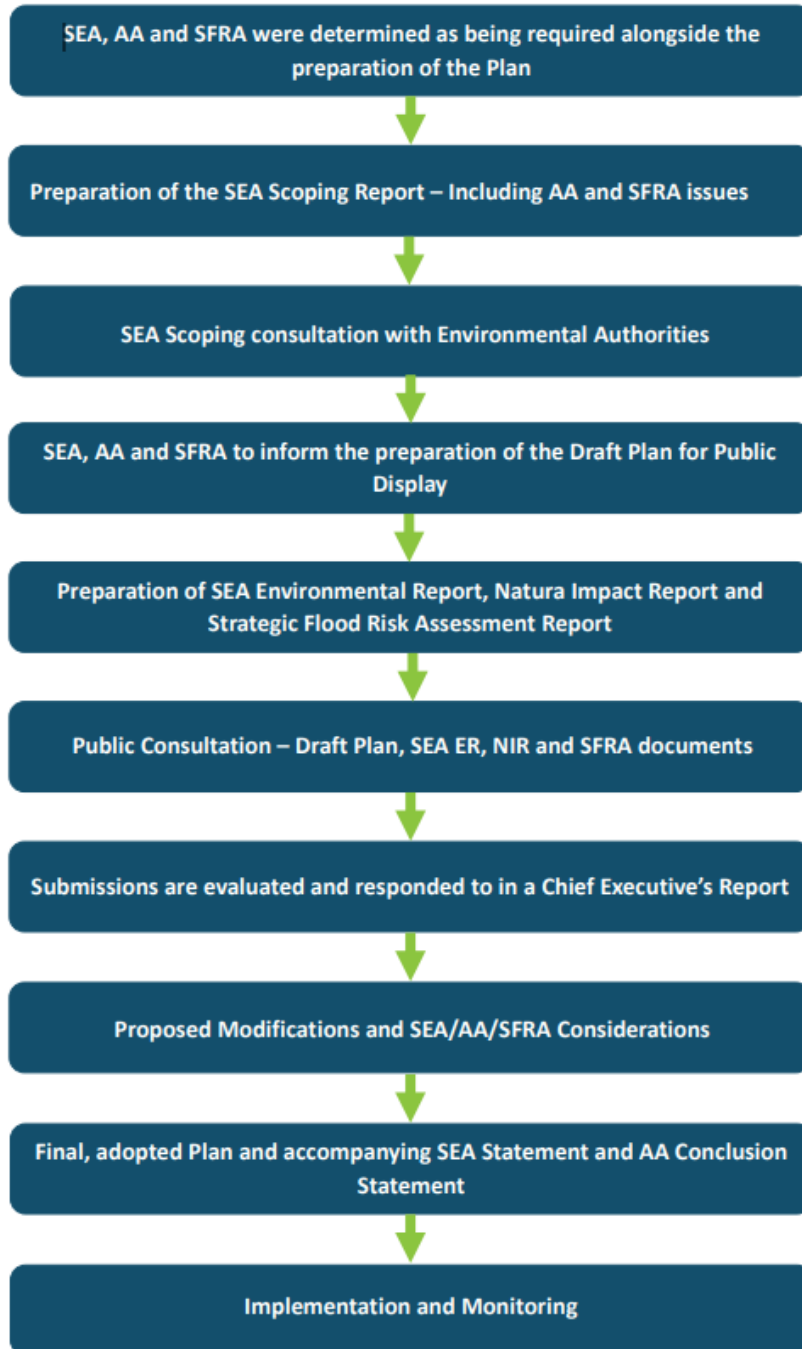 SEA, AA and SFRA were determined as being required alongside the
preparation of the Plan
Preparation of the SEA Scoping Report – Including AA and SFRA issues
SEA Scoping consultation with Environmental Authorities
SEA, AA and SFRA to inform the preparation of the Draft Plan for Public
Display
Preparation of SEA Environmental Report, Natura Impact Report and
Strategic Flood Risk Assessment Report
Public Consultation – Draft Plan, SEA ER, NIR and SFRA documents
Submissions are evaluated and responded to in a Chief Executive's Report
Proposed Modifications and SEA/AA/SFRA Considerations
Final, adopted Plan and accompanying SEA Statement and AA Conclusion
Statement
Implementation and Monitoring